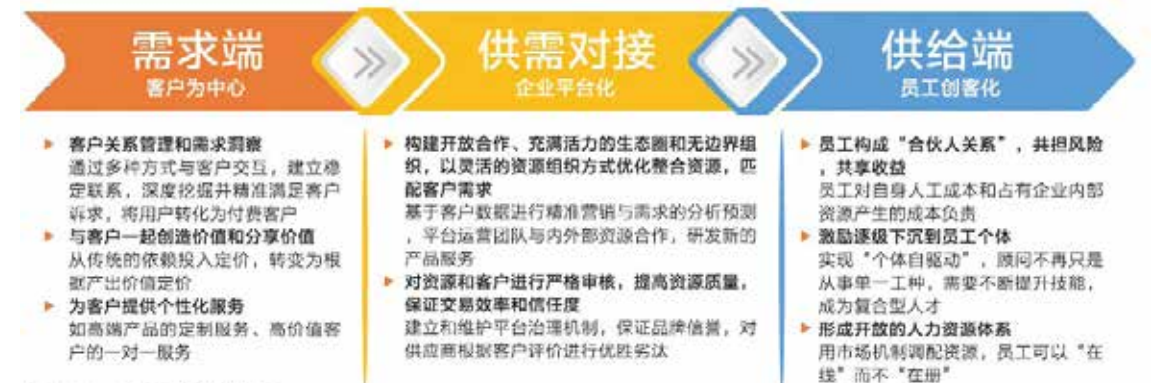 需求端
客户为中心
供需对接
企业平台化
供给端
员工创客化
客户关系管理和需求洞察
通过多种方式与客户交互，建立稳
定联系，深度挖掘并精准满足客户
诉求，将用户转化为付费客户
与客户一起创造价值和分享价值
从传统的依赖投入定价，转变为根
据产出价值定价
为客户提供个性化服务
如高端产品的定制服务、高价值客
户的一对一服务
构建开放合作、充满活力的生态圈和无边界组
织，以灵活的资源组织方式优化整合资源，匹
配客户需求
基于客户数据进行精准营销与需求的分析预测
，平台运营团队与内外部资源合作，研发新的
产品服务
对资源和客户进行严格审核，提高资源质量，
保证交易效率和信任度
建立和维护平台治理机制，保证品牌信誉，对
供应商根据客户评价进行优胜劣汰
员工构成“合伙人关系”，共担风险
，共享收益
员工对自身人工成本和占有企业内部
资源产生的成本负责
激励逐级下沉到员工个体
实现“个体自驱动”，顾问不再只是
从事单一工种，需要不断提升技能，
成为复合型人才
形成开放的人力资源体系
用市场机制调配资源，员工可以“在
线”而不“在册”